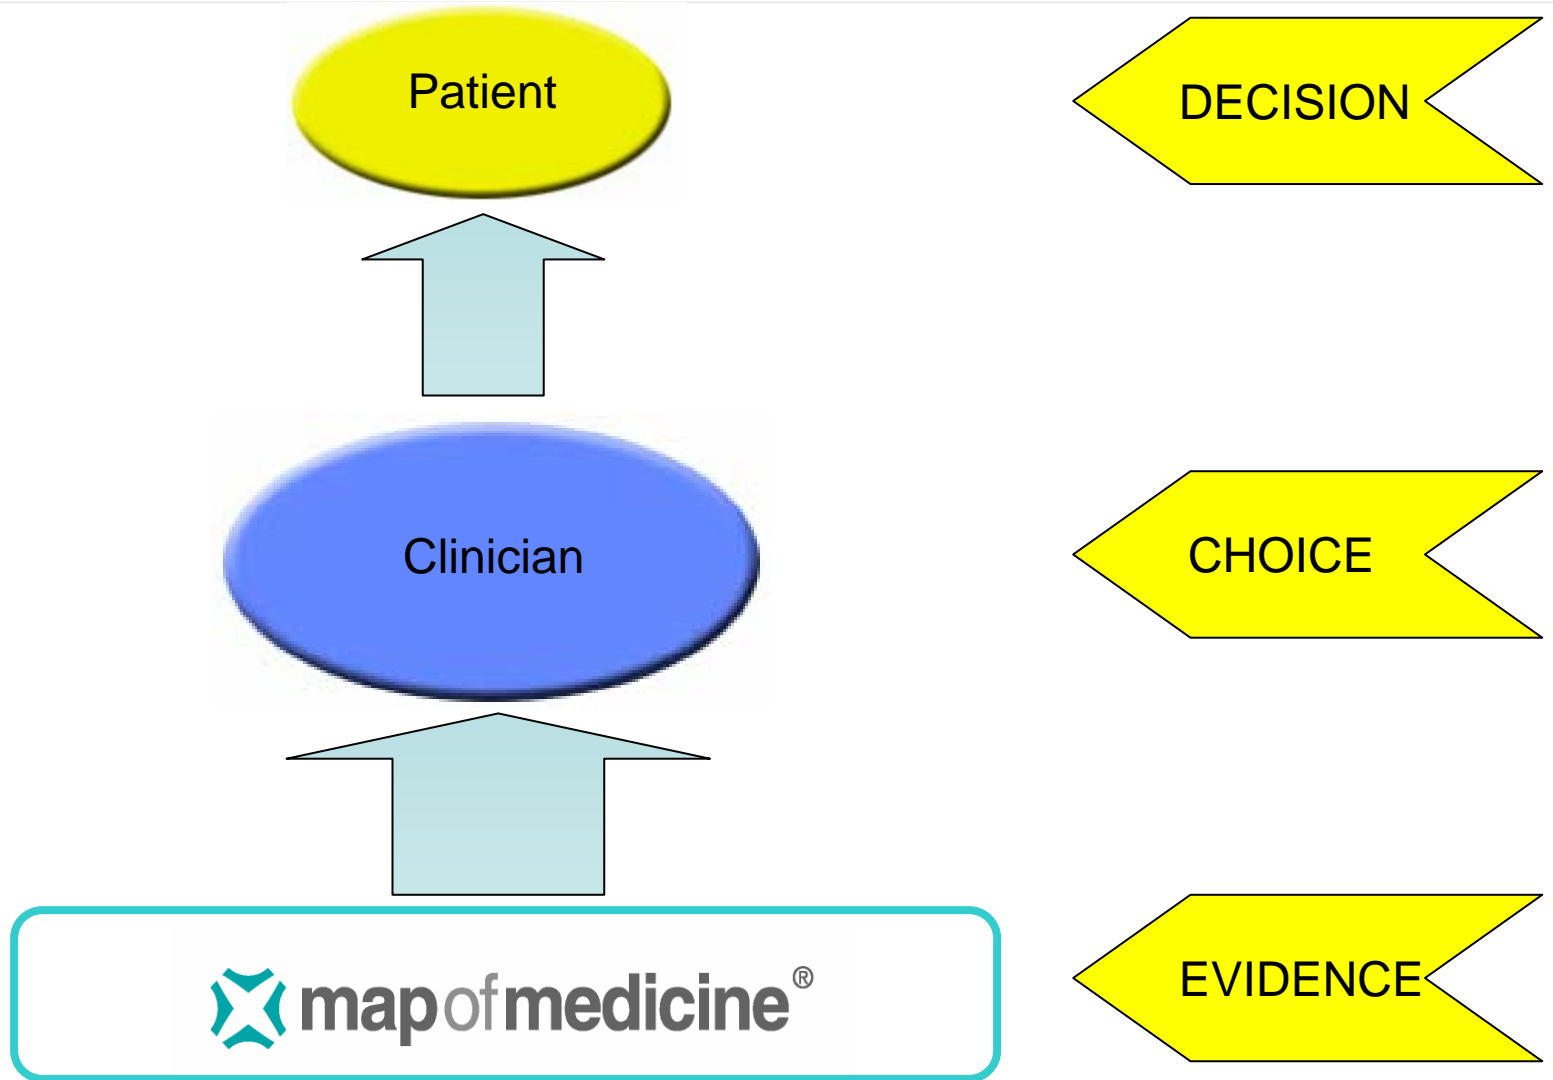 Patient
DECISION
Clinician
CHOICE
mapofmedicine®
EVIDENCE